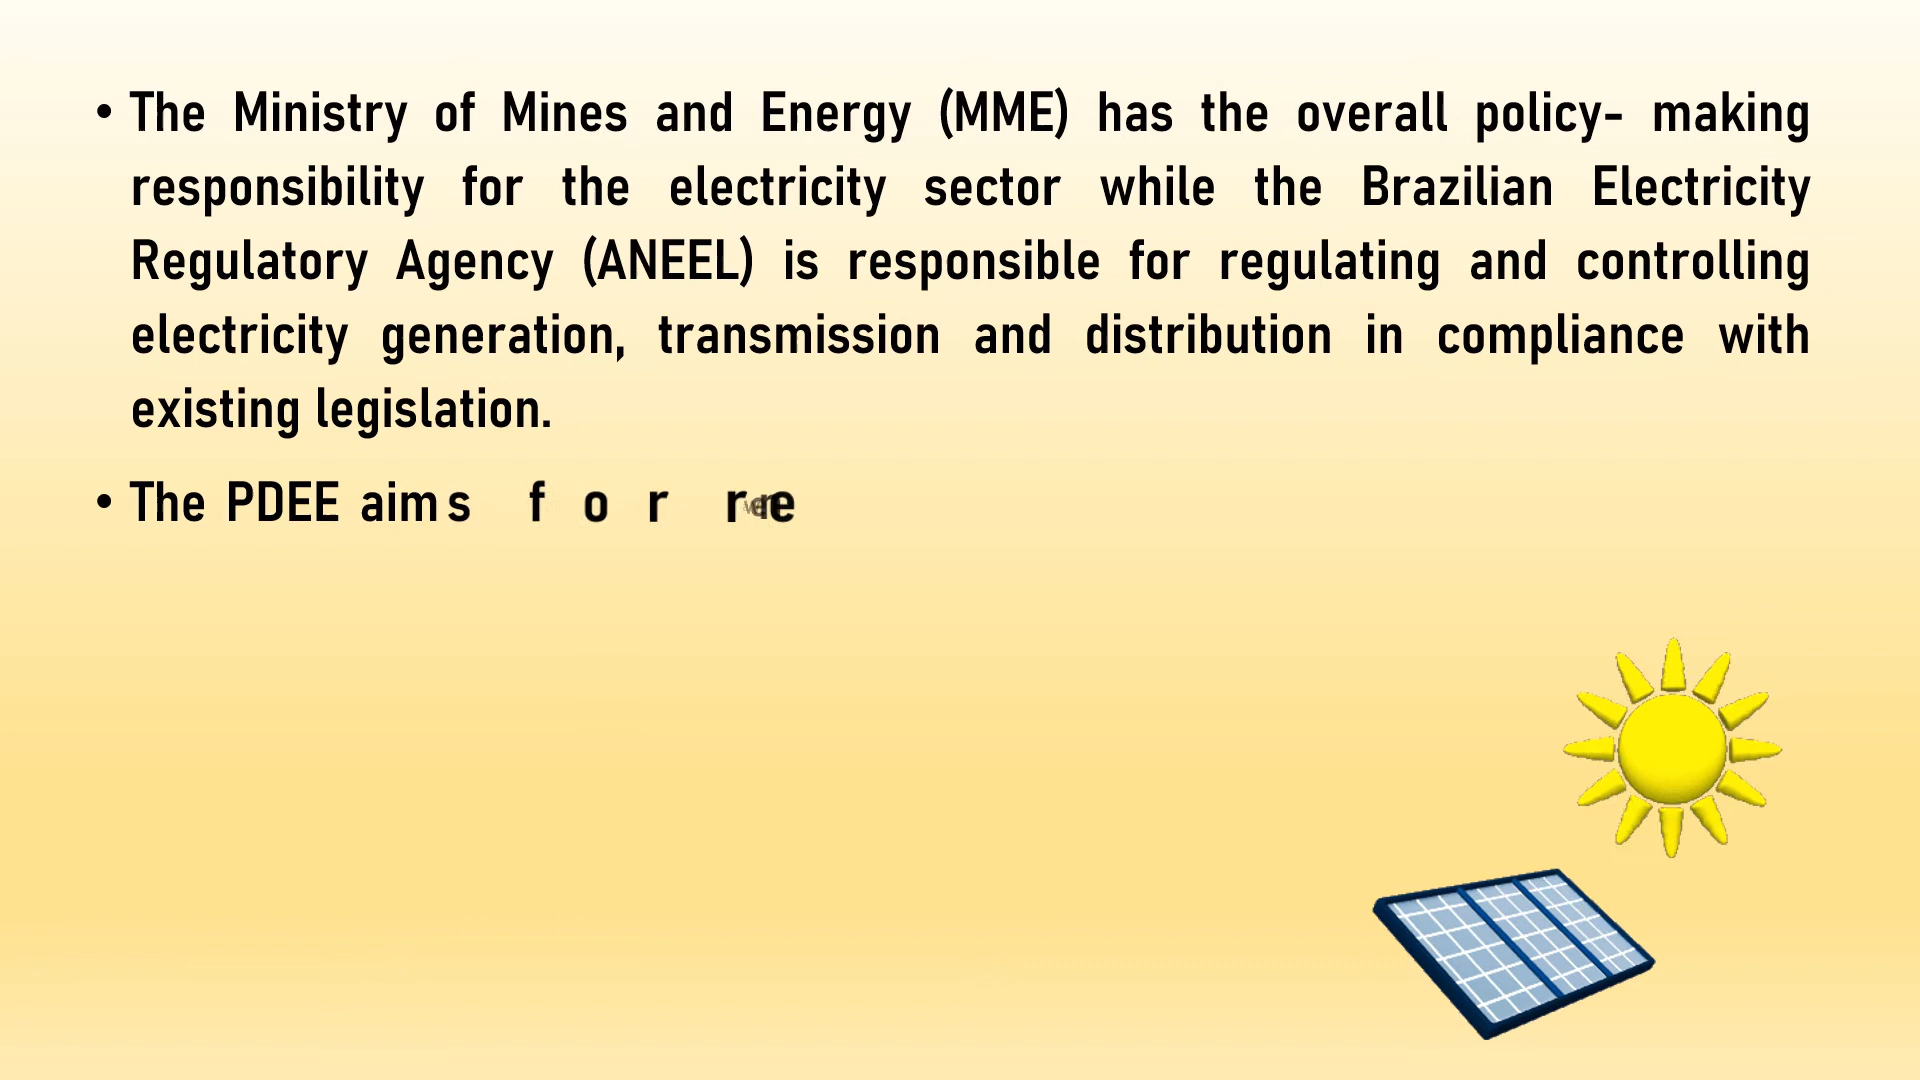 • The Ministry of Mines and Energy (MME) has the overall policy- making
responsibility for the electricity sector while the Brazilian Electricity
Regulatory Agency (ANEEL) is responsible for regulating and controlling
electricity generation, transmission and distribution in compliance with
existing legislation.
• The PDEE aims for